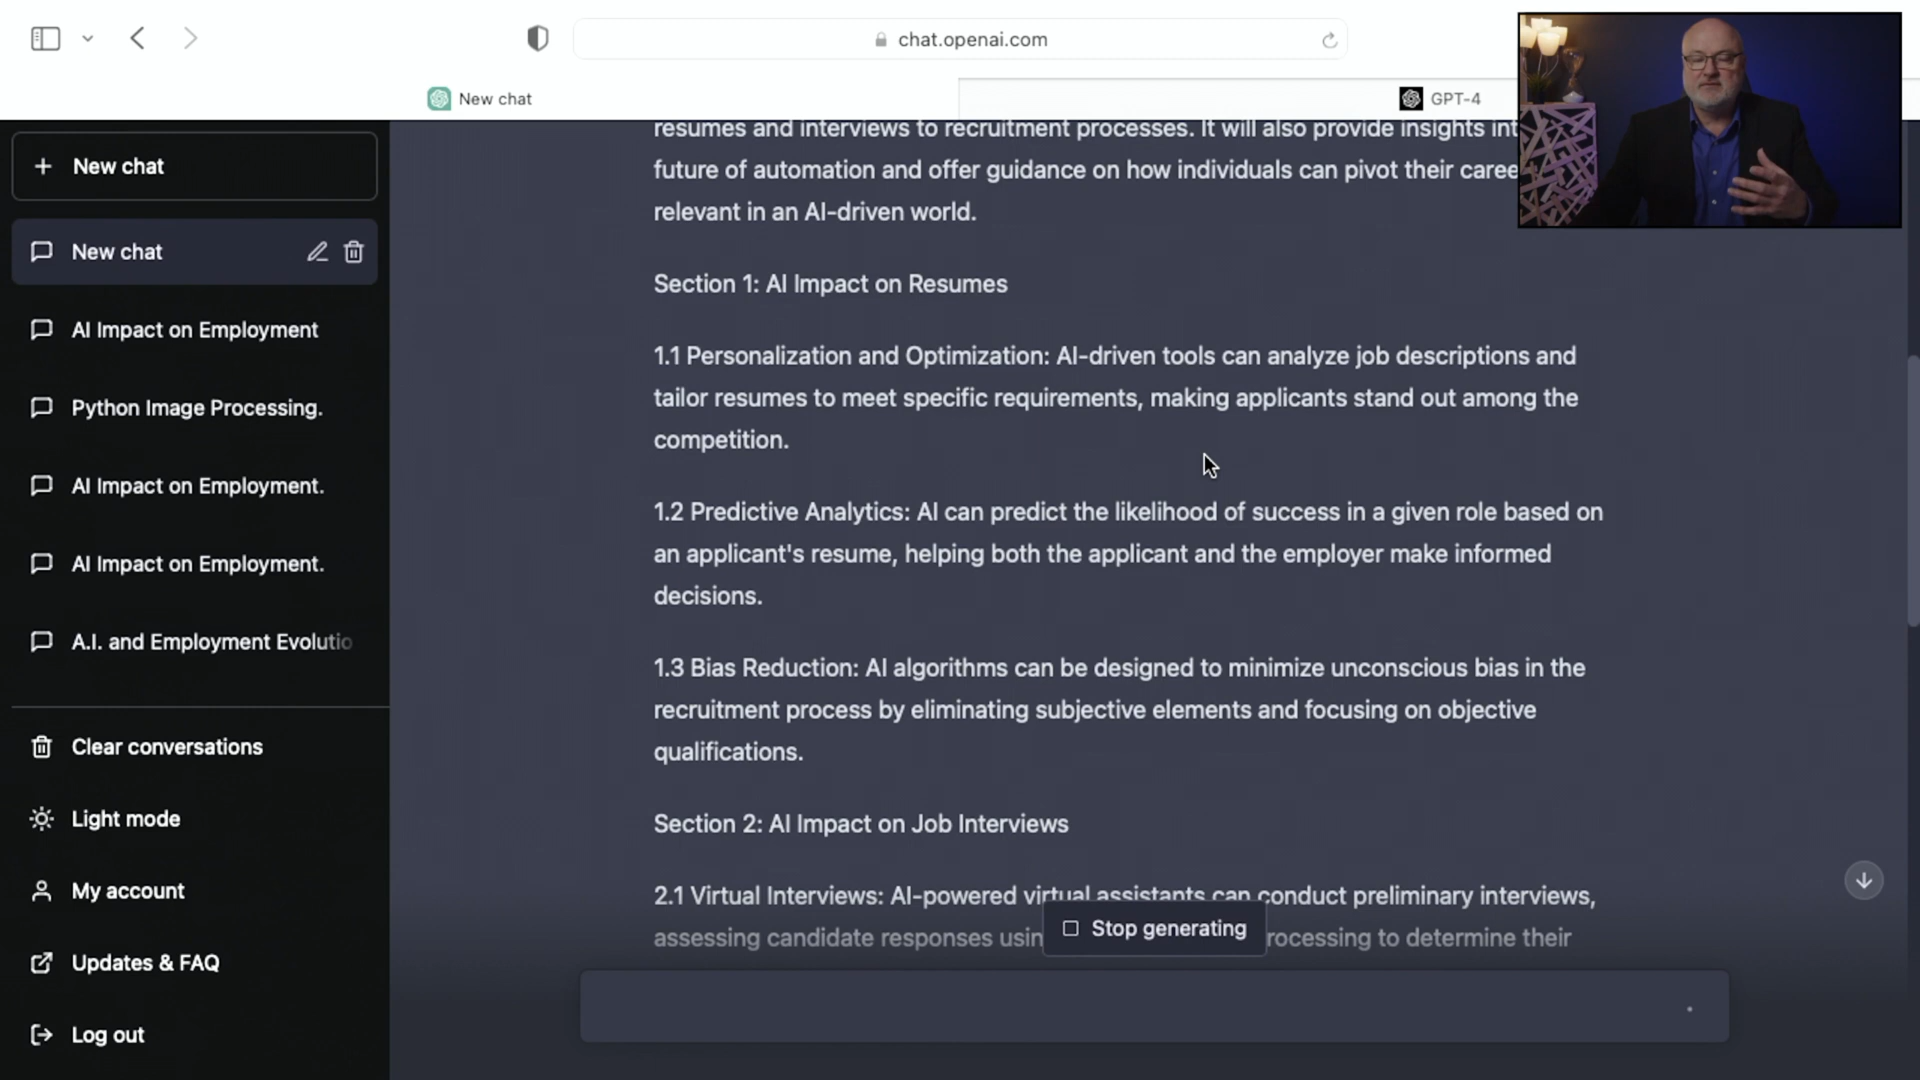 chat.openai.com
New chat
GPT-4
New chat
New chat
AI Impact on Employment
Python Image Processing.
AI Impact on Employment.
AI Impact on Employment.
A.I. and Employment Evolutio
Clear conversations
Light mode
My account
Updates & FAQ
Log out
resumes and interviews to recruitment processes. It will also provide insights int
future of automation and offer guidance on how individuals can pivot their caree
relevant in an AI-driven world.
Section 1: AI Impact on Resumes
1.1 Personalization and Optimization: AI-driven tools can analyze job descriptions and
tailor resumes to meet specific requirements, making applicants stand out among the
competition.
1.2 Predictive Analytics: AI can predict the likelihood of success in a given role based on
an applicant's resume, helping both the applicant and the employer make informed
decisions.
1.3 Bias Reduction: AI algorithms can be designed to minimize unconscious bias in the
recruitment process by eliminating subjective elements and focusing on objective
qualifications.
Section 2: AI Impact on Job Interviews
2.1 Virtual Interviews: AI-powered virtual assistants can conduct preliminary interviews,
assessing candidate responses usin rocessing to determine their
Stop generating